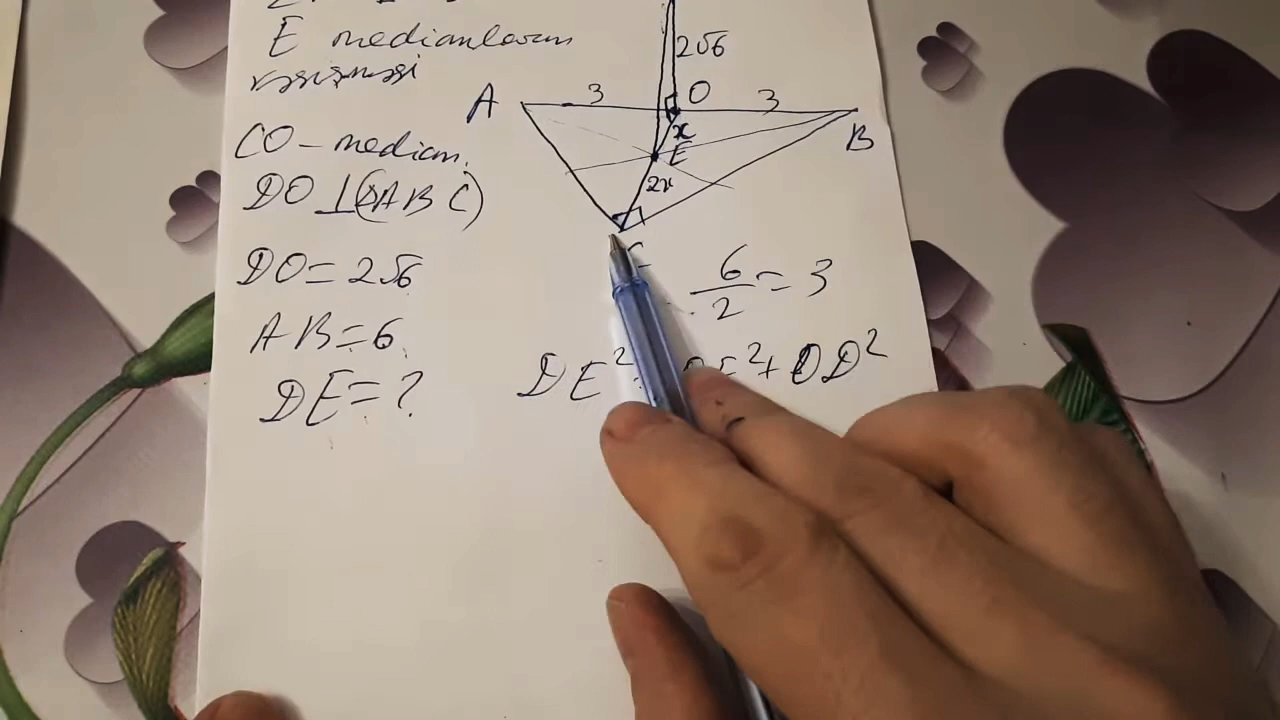 E medianların
kəsişməsi
CO – median.
DO ⊥ (ABC)
DO = 2√6
AB = 6
DE = ?
2√6
A
3
O
3
B
x
E
2x
6/2 = 3
DE² + OD²